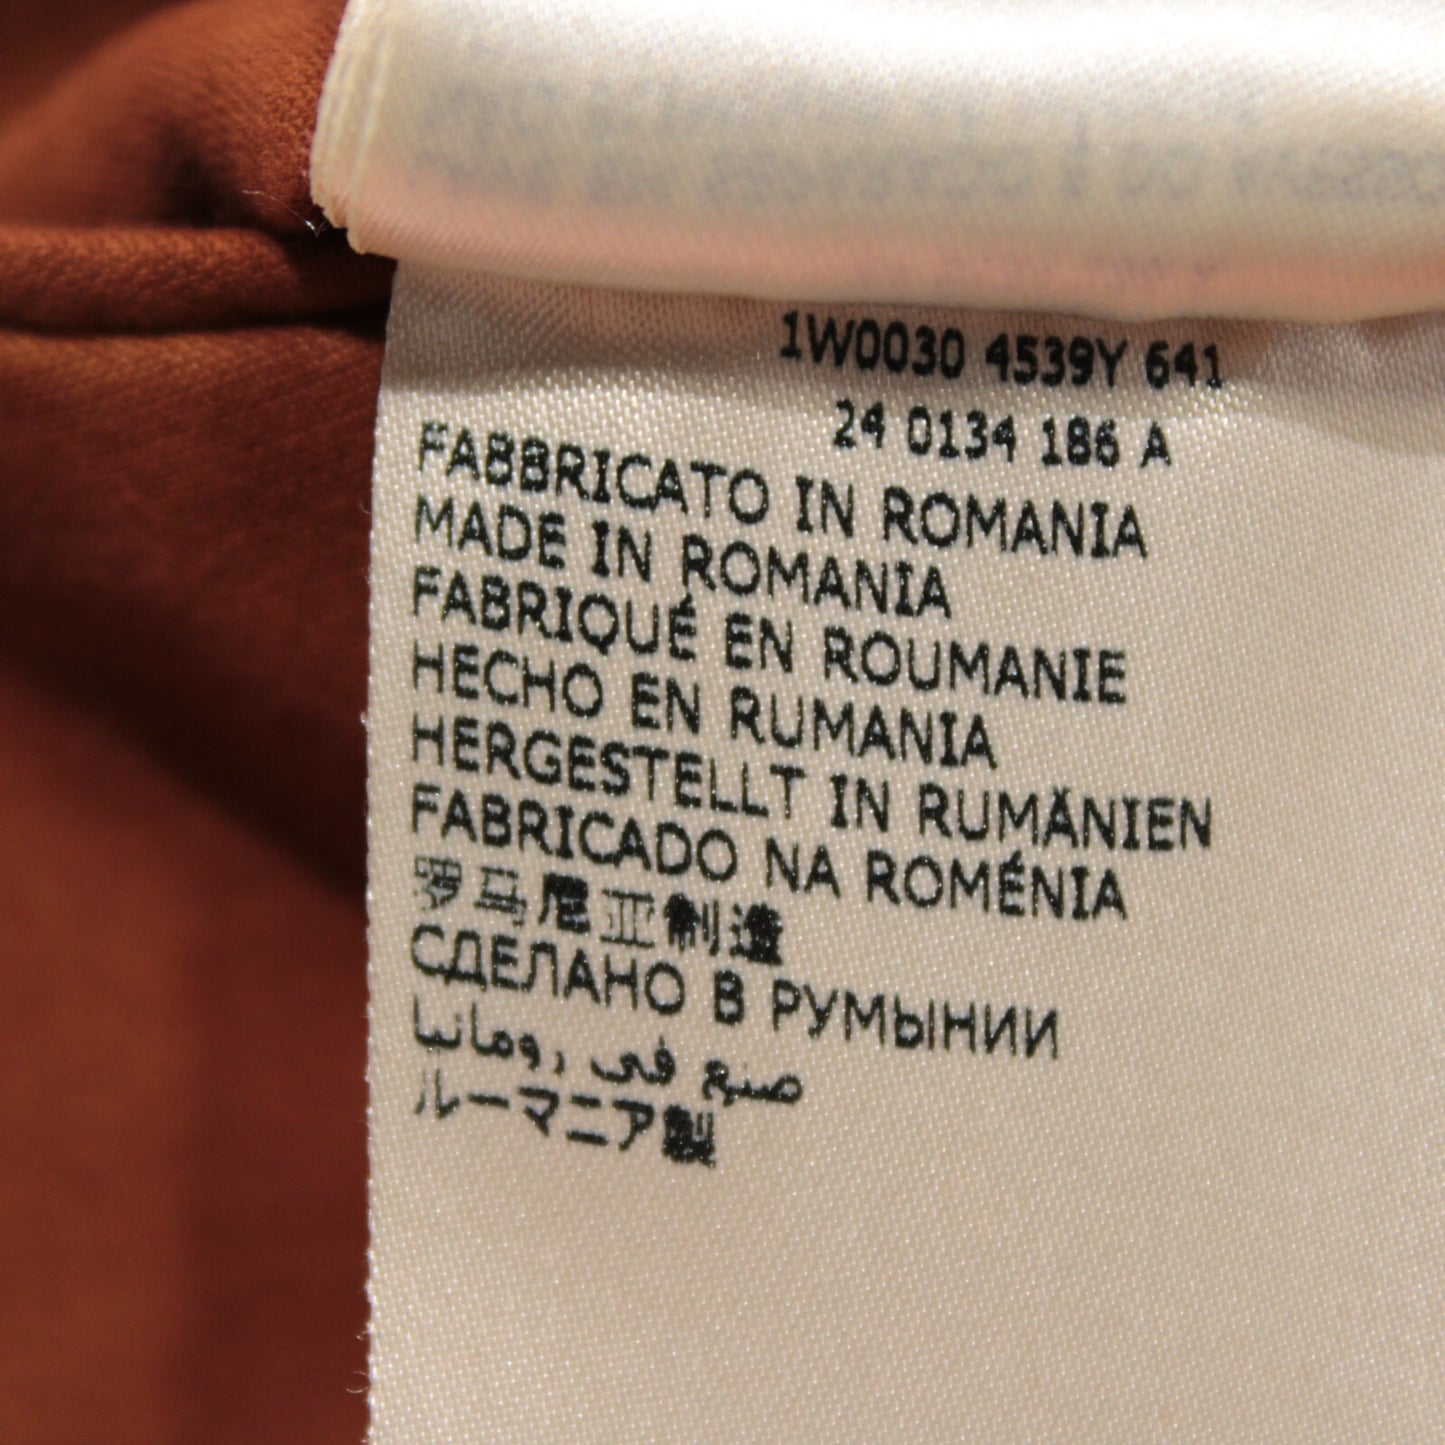 1W0030 4539Y 641
24 0134 186 A
FABBRICATO IN ROMANIA
MADE IN ROMANIA
FABRIQUÉ EN ROUMANIE
HECHO EN RUMANIA
HERGESTELLT IN RUMÄNIEN
FABRICADO NA ROMÉNIA
罗马尼亚制造
СДЕЛАНО В РУМЫНИИ
صنع في رومانيا
ルーマニア製